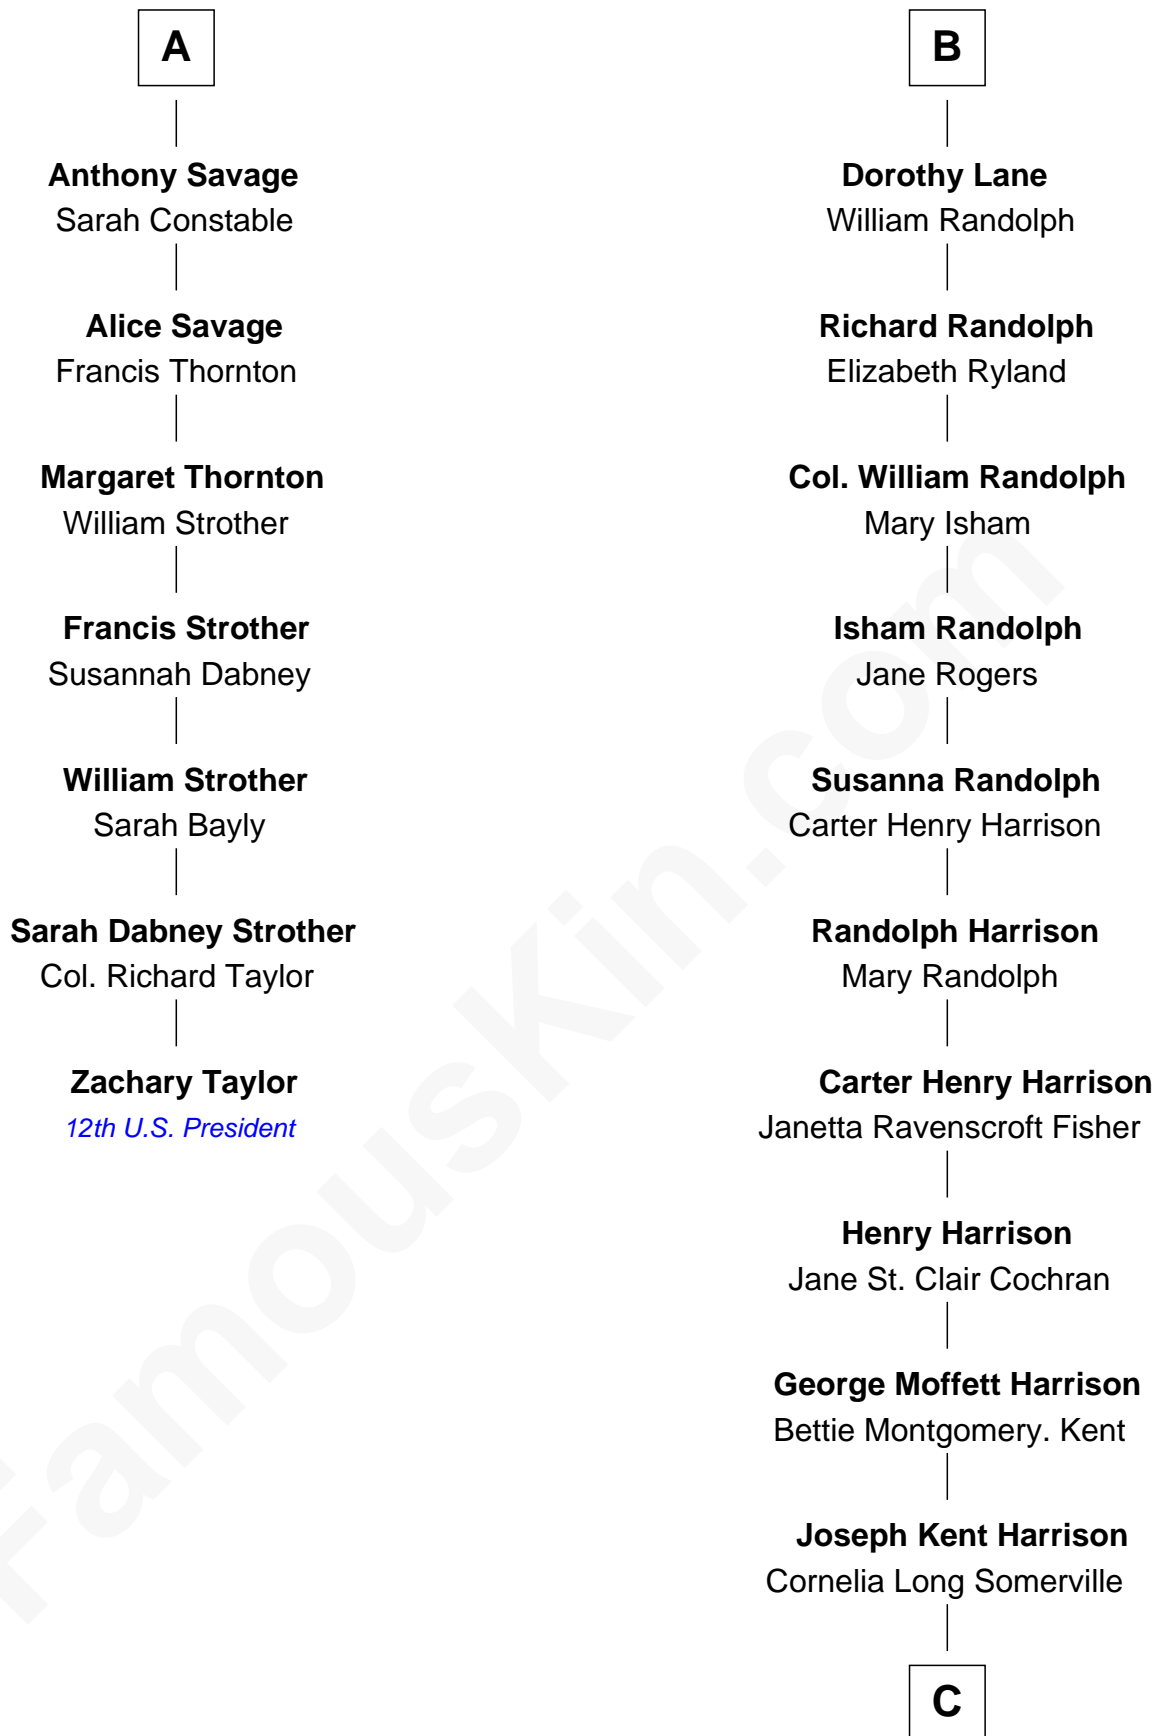 A
Anthony Savage
Sarah Constable
Alice Savage
Francis Thornton
Margaret Thornton
William Strother
Francis Strother
Susannah Dabney
William Strother
Sarah Bayly
Sarah Dabney Strother
Col. Richard Taylor
Zachary Taylor
12th U.S. President
B
Dorothy Lane
William Randolph
Richard Randolph
Elizabeth Ryland
Col. William Randolph
Mary Isham
Isham Randolph
Jane Rogers
Susanna Randolph
Carter Henry Harrison
Randolph Harrison
Mary Randolph
Carter Henry Harrison
Janetta Ravenscroft Fisher
Henry Harrison
Jane St. Clair Cochran
George Moffett Harrison
Bettie Montgomery. Kent
Joseph Kent Harrison
Cornelia Long Somerville
C
FamousKin.com